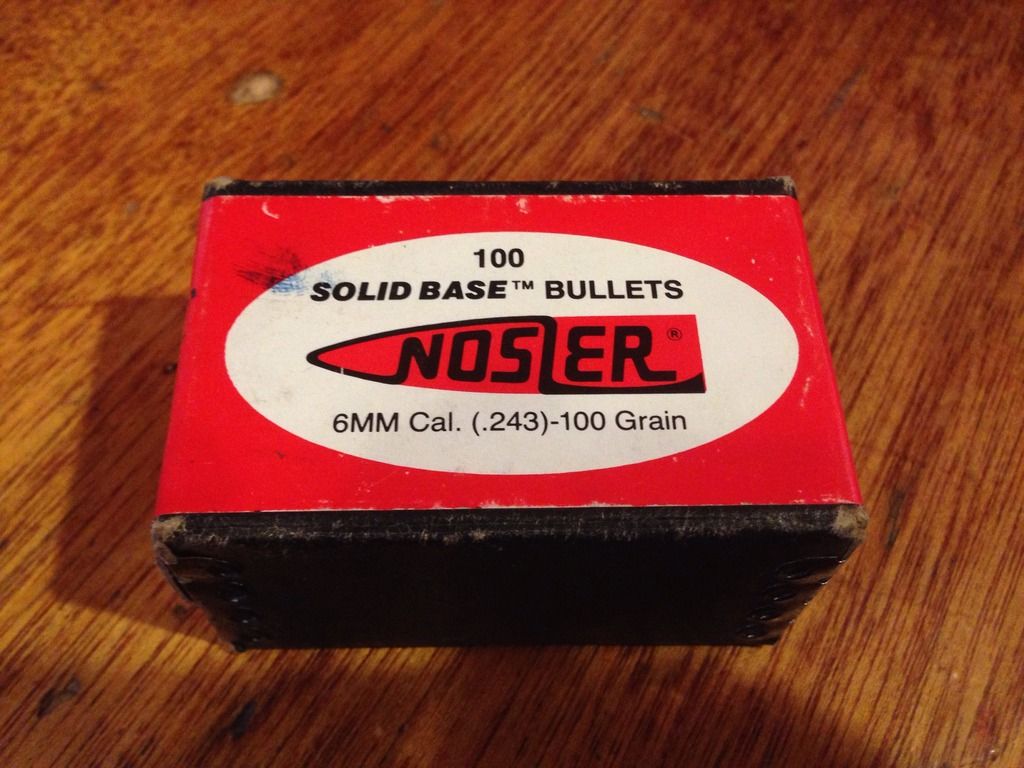 100
SOLID BASE™ BULLETS
NOSLER®
6MM Cal. (.243)-100 Grain